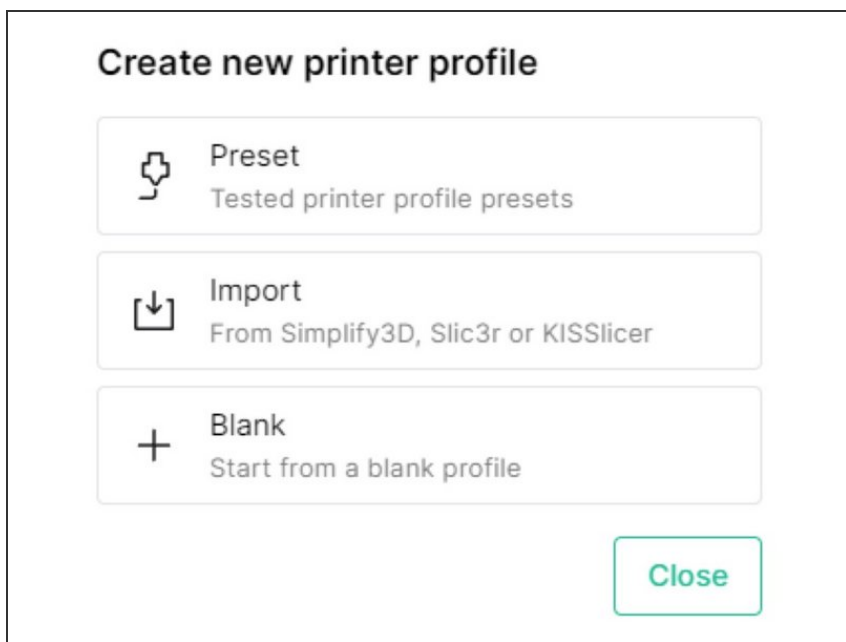 Create new printer profile
Preset
Tested printer profile presets
Import
From Simplify3D, Slic3r or KISSlicer
Blank
Start from a blank profile
Close